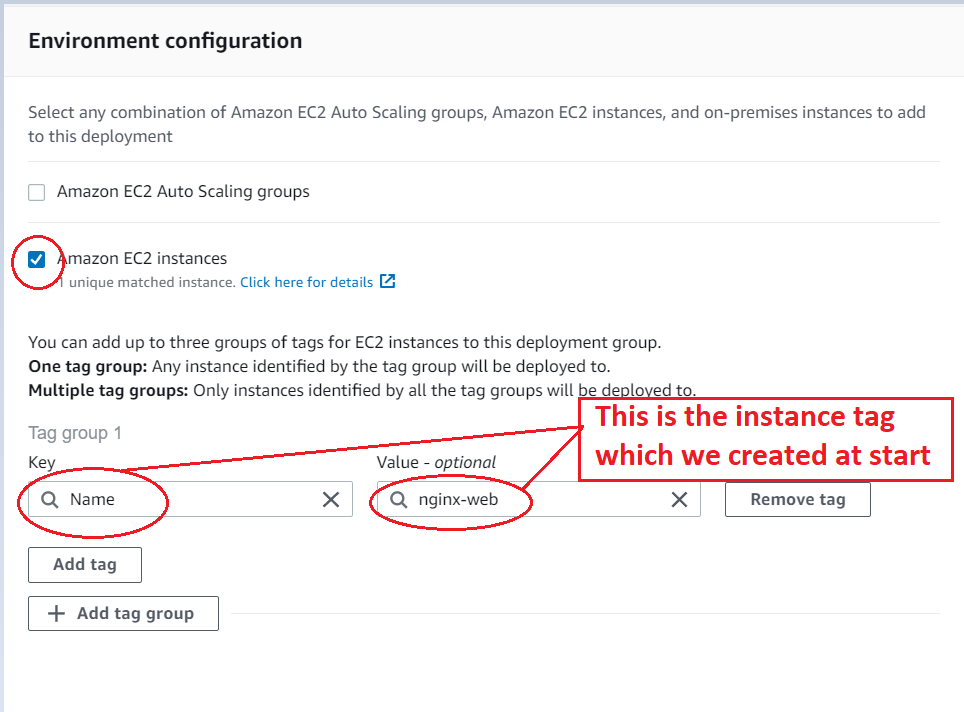 Environment configuration
Select any combination of Amazon EC2 Auto Scaling groups, Amazon EC2 instances, and on-premises instances to add
to this deployment
Amazon EC2 Auto Scaling groups
Amazon EC2 instances
1 unique matched instance. Click here for details
You can add up to three groups of tags for EC2 instances to this deployment group.
One tag group: Any instance identified by the tag group will be deployed to.
Multiple tag groups: Only instances identified by all the tag groups will be deployed to.
This is the instance tag
which we created at start
Tag group 1
Key
Value - optional
Name
nginx-web
Remove tag
Add tag
Add tag group